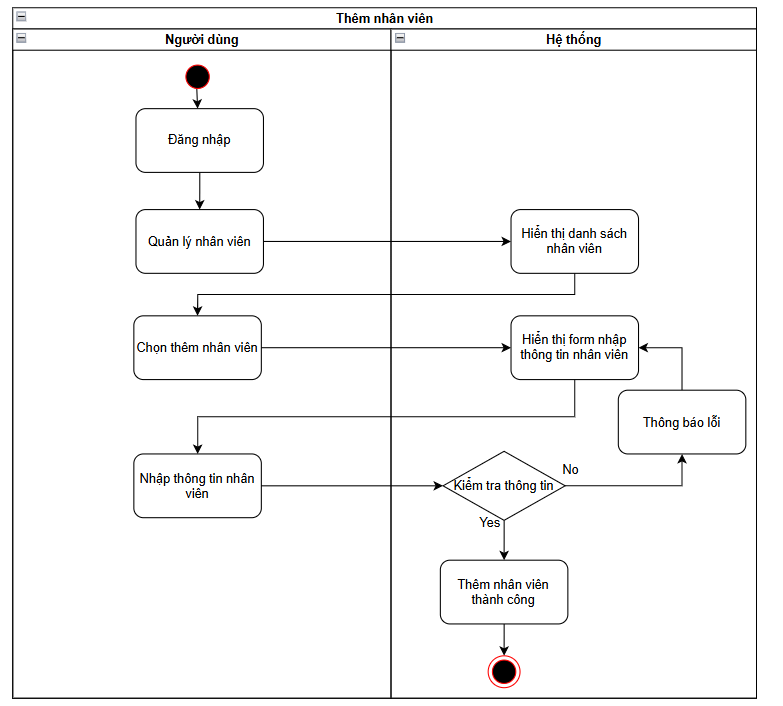 Thêm nhân viên
Người dùng
Hệ thống
Đăng nhập
Quản lý nhân viên
Hiển thị danh sách
nhân viên
Chọn thêm nhân viên
Hiển thị form nhập
thông tin nhân viên
Thông báo lỗi
Nhập thông tin nhân
viên
Kiểm tra thông tin
No
Yes
Thêm nhân viên
thành công